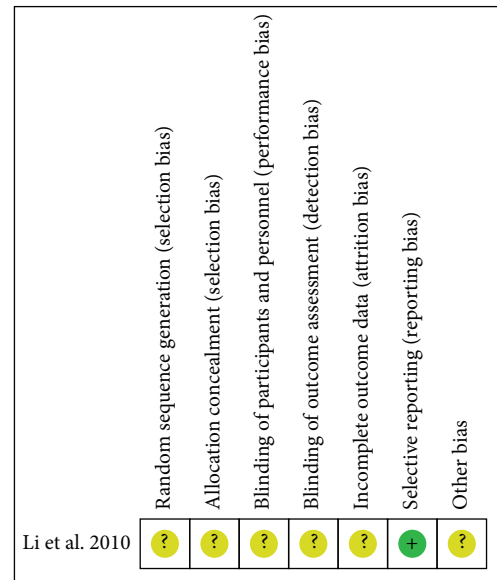 Random sequence generation (selection bias)
Allocation concealment (selection bias)
Blinding of participants and personnel (performance bias)
Blinding of outcome assessment (detection bias)
Incomplete outcome data (attrition bias)
Selective reporting (reporting bias)
Other bias
Li et al. 2010 ? ? ? ? ? + ?